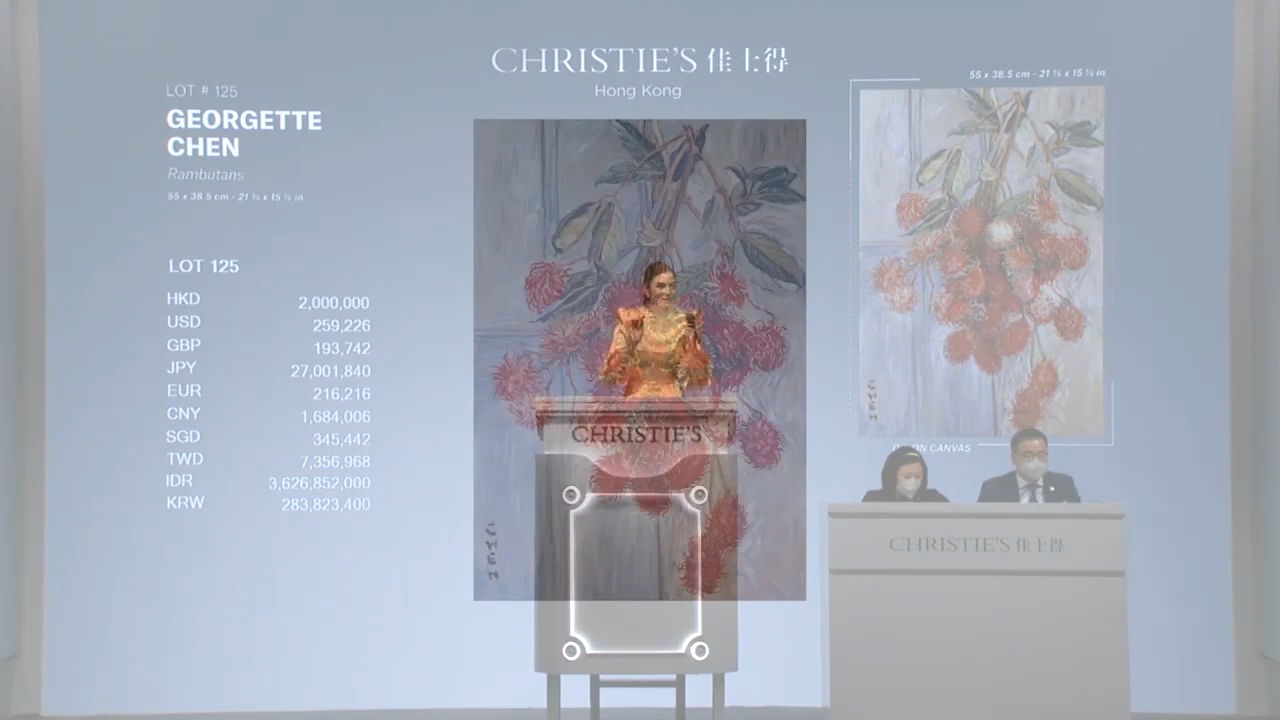 CHRISTIE'S 佳士得
Hong Kong
LOT # 125
GEORGETTE
CHEN
Rambutans
55 x 38.5 cm - 21 ⅝ x 15 ⅛ in
LOT 125
HKD 2,000,000
USD 259,226
GBP 193,742
JPY 27,001,840
EUR 216,216
CNY 1,684,006
SGD 345,442
TWD 7,356,968
IDR 3,626,852,000
KRW 283,823,400
55 x 38.5 cm - 21 ⅝ x 15 ⅛ in
CANVAS
CHRISTIE'S
CHRISTIE'S 佳士得